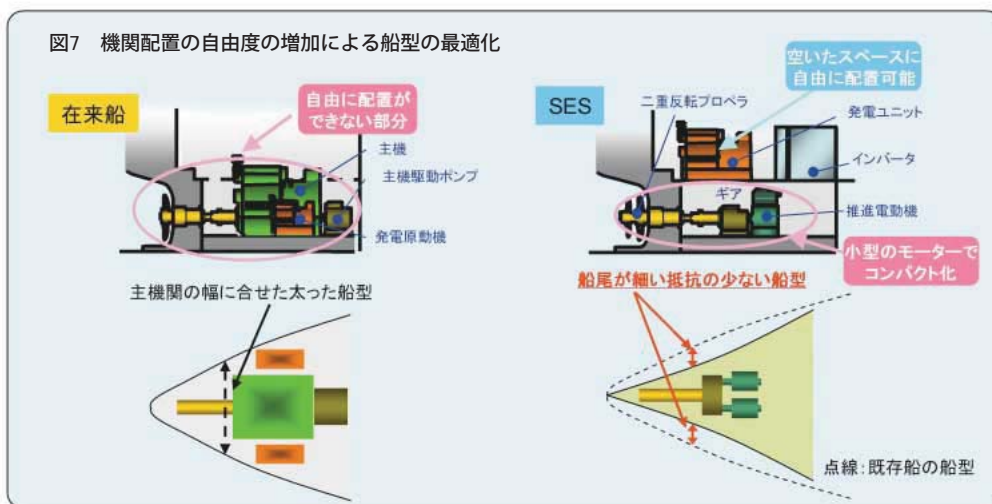 図7 機関配置の自由度の増加による船型の最適化
在来船
自由に配置が
できない部分
主機
主機駆動ポンプ
発電原動機
主機関の幅に合せた太った船型
SES
空いたスペースに
自由に配置可能
二重反転プロペラ
発電ユニット
インバータ
ギア
推進電動機
小型のモーターで
コンパクト化
船尾が細い抵抗の少ない船型
点線:既存船の船型